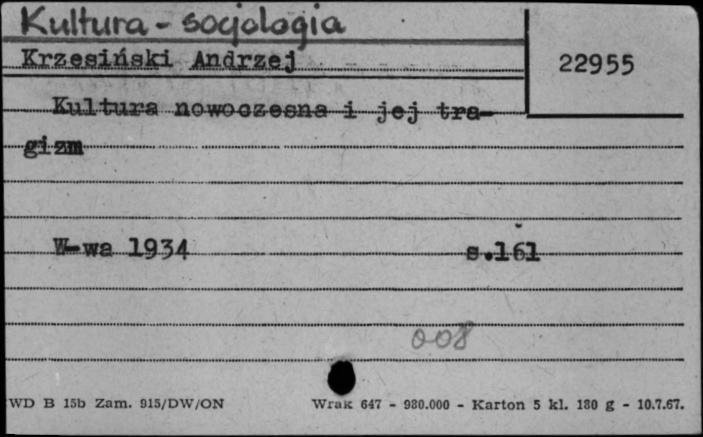 Kultura - socjologia
Krzesiński Andrzej
22955
Kultura nowoczesna i jej tra-
gizm
W-wa 1934 s.161
008
WD B 15b Zam. 915/DW/ON Wrak 647 - 980.000 - Karton 5 kl. 180 g - 10.7.67.